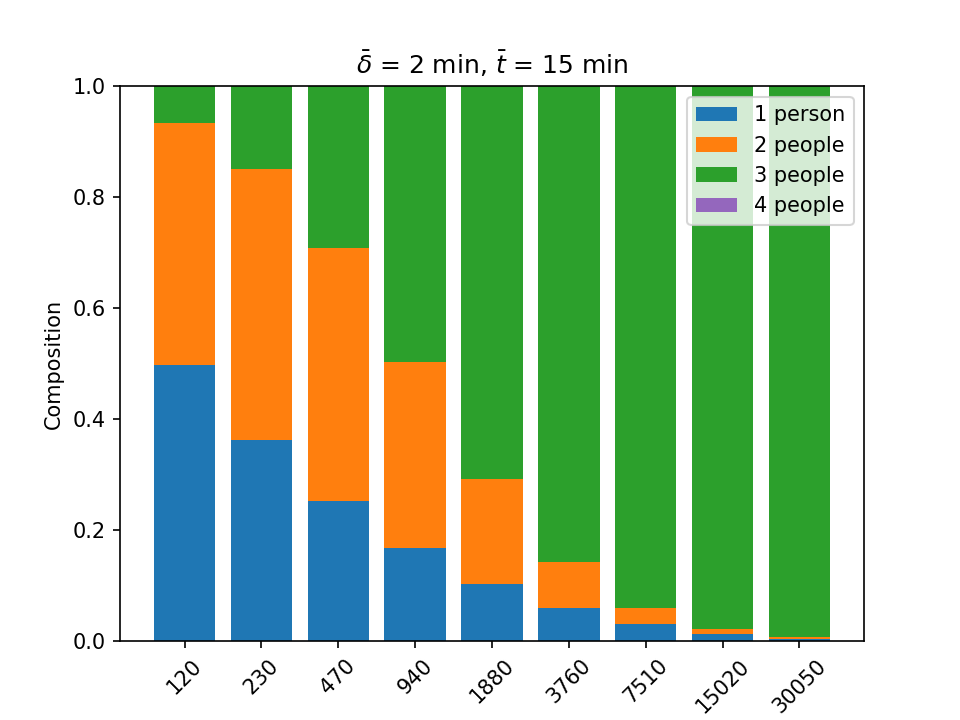 δ̄ = 2 min, t̄ = 15 min
1.0
0.8
0.6
0.4
0.2
0.0
Composition
1 person
2 people
3 people
4 people
120
230
470
940
1880
3760
7510
15020
30050